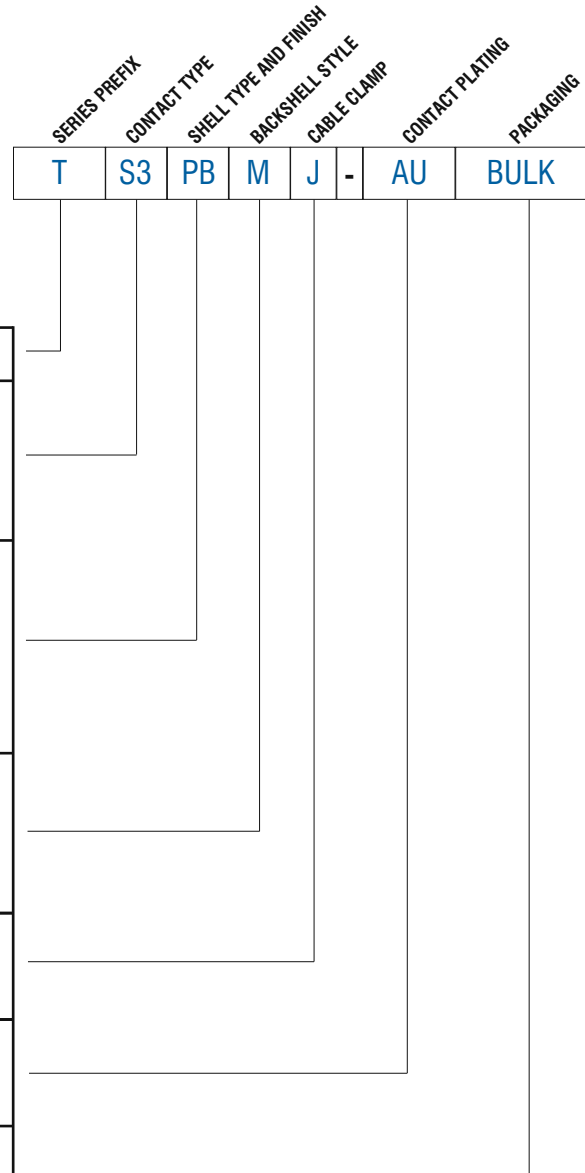 SERIES PREFIX
CONTACT TYPE
SHELL TYPE AND FINISH
BACKSHELL STYLE
CABLE CLAMP
CONTACT PLATING
PACKAGING
T S3 PB M J - AU BULK